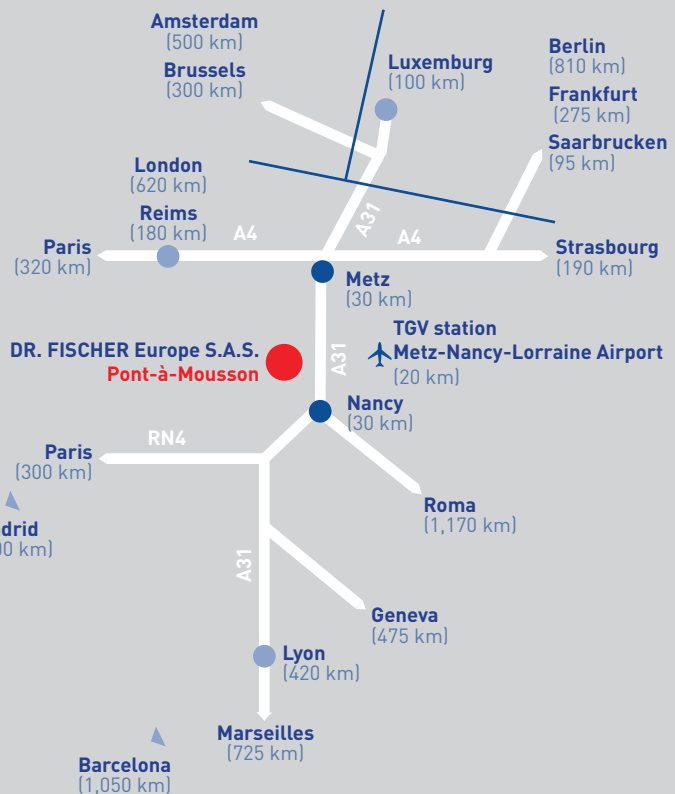 Amsterdam
(500 km)
Brussels
(300 km)
Luxemburg
(100 km)
Berlin
(810 km)
Frankfurt
(275 km)
Saarbrucken
(95 km)
London
(620 km)
Reims
(180 km)
A31
A4
A4
Paris
(320 km)
Strasbourg
(190 km)
Metz
(30 km)
DR. FISCHER Europe S.A.S.
Pont-à-Mousson
A31
TGV station
Metz-Nancy-Lorraine Airport
(20 km)
Nancy
(30 km)
RN4
Paris
(300 km)
Roma
(1,170 km)
A31
Geneva
(475 km)
Lyon
(420 km)
Marseilles
(725 km)
Barcelona
(1,050 km)